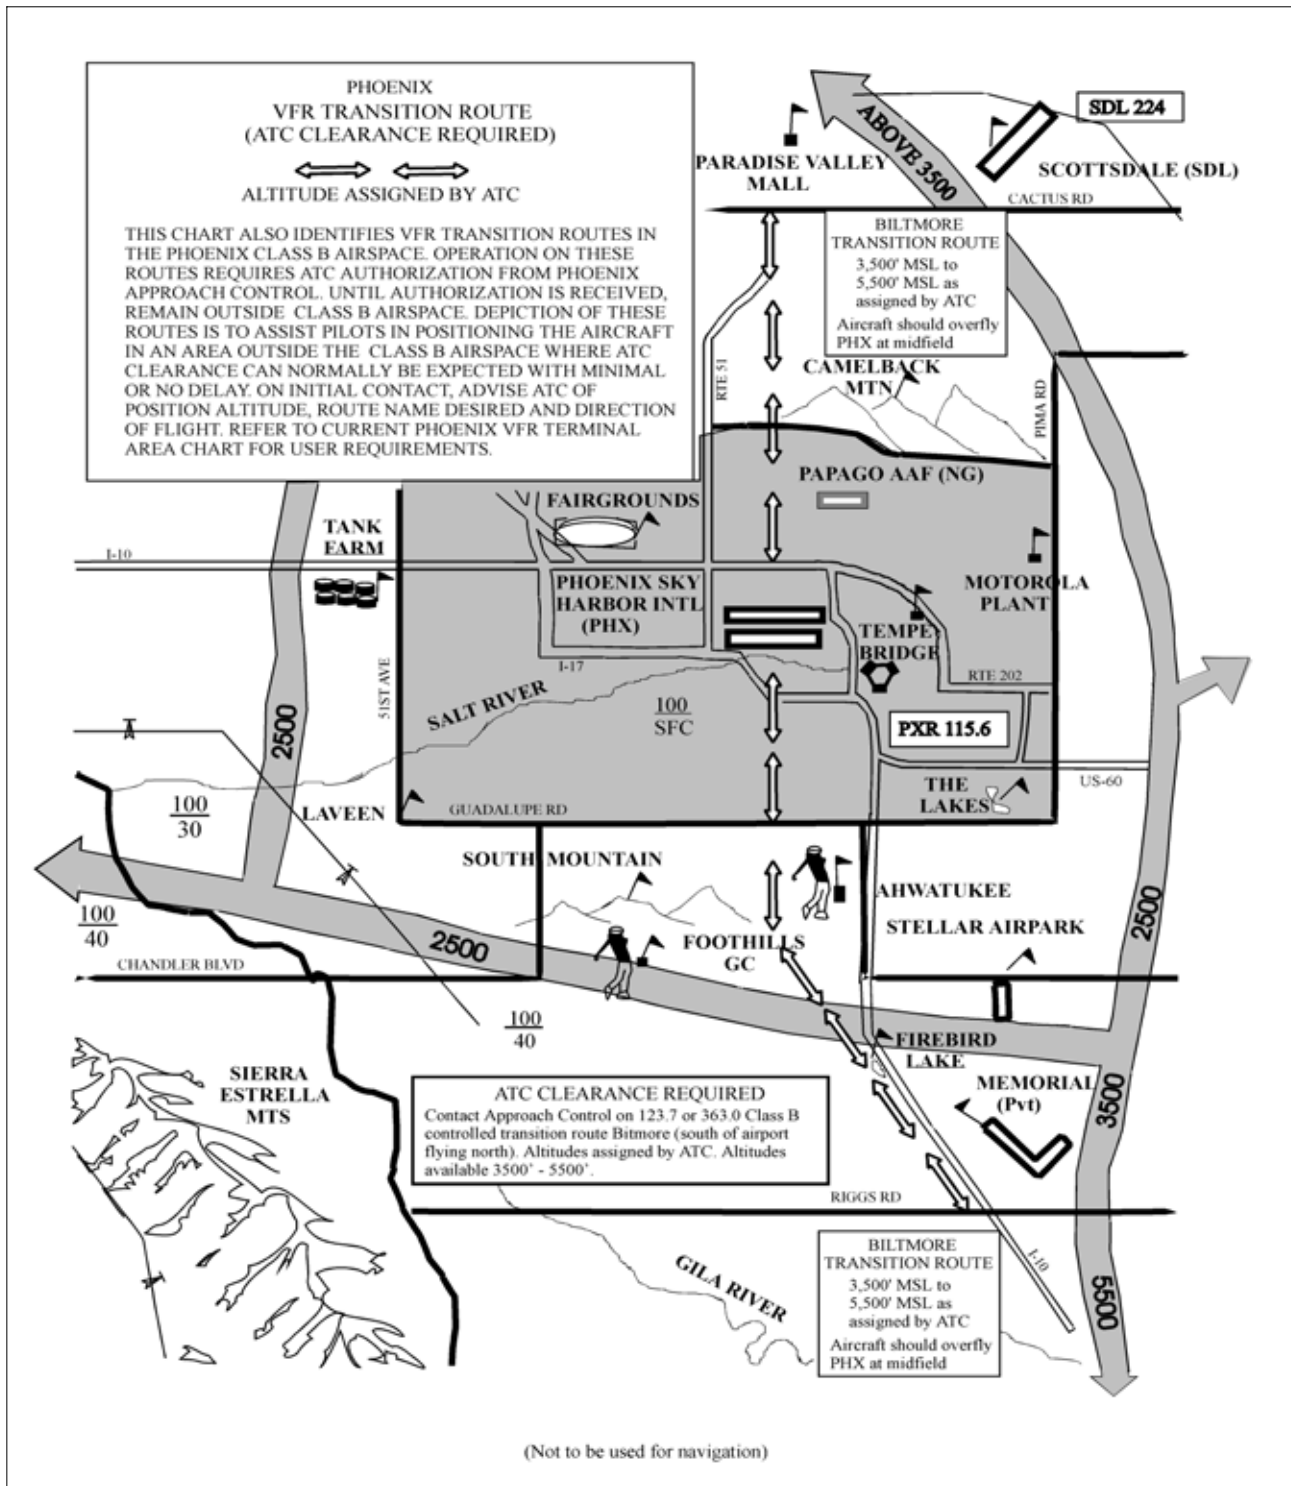 PHOENIX
VFR TRANSITION ROUTE
(ATC CLEARANCE REQUIRED)
ALTITUDE ASSIGNED BY ATC
THIS CHART ALSO IDENTIFIES VFR TRANSITION ROUTES IN
THE PHOENIX CLASS B AIRSPACE. OPERATION ON THESE
ROUTES REQUIRES ATC AUTHORIZATION FROM PHOENIX
APPROACH CONTROL. UNTIL AUTHORIZATION IS RECEIVED,
REMAIN OUTSIDE CLASS B AIRSPACE. DEPICTION OF THESE
ROUTES IS TO ASSIST PILOTS IN POSITIONING THE AIRCRAFT
IN AN AREA OUTSIDE THE CLASS B AIRSPACE WHERE ATC
CLEARANCE CAN NORMALLY BE EXPECTED WITH MINIMAL
OR NO DELAY. ON INITIAL CONTACT, ADVISE ATC OF
POSITION ALTITUDE, ROUTE NAME DESIRED AND DIRECTION
OF FLIGHT. REFER TO CURRENT PHOENIX VFR TERMINAL
AREA CHART FOR USER REQUIREMENTS.
ABOVE 3500
SDL 224
PARADISE VALLEY
MALL
SCOTTSDALE (SDL)
CACTUS RD
BILTMORE
TRANSITION ROUTE
3,500' MSL to
5,500' MSL as
assigned by ATC
Aircraft should overfly
PHX at midfield
RTE 51
CAMELBACK
MTN
PIMA RD
PAPAGO AAF (NG)
FAIRGROUNDS
TANK
FARM
I-10
PHOENIX SKY
HARBOR INTL
(PHX)
MOTOROLA
PLANT
TEMPE
BRIDGE
I-17
RTE 202
51ST AVE
SALT RIVER
100
SFC
PXR 115.6
2500
US-60
THE
LAKES
100
30
LAVEEN
GUADALUPE RD
SOUTH MOUNTAIN
AHWATUKEE
STELLAR AIRPARK
100
40
2500
2500
FOOTHILLS
GC
CHANDLER BLVD
100
40
FIREBIRD
LAKE
SIERRA
ESTRELLA
MTS
MEMORIAL
(Pvt)
3500
ATC CLEARANCE REQUIRED
Contact Approach Control on 123.7 or 363.0 Class B
controlled transition route Bitmore (south of airport
flying north). Altitudes assigned by ATC. Altitudes
available 3500' - 5500'.
RIGGS RD
GILA RIVER
I-10
5500
BILTMORE
TRANSITION ROUTE
3,500' MSL to
5,500' MSL as
assigned by ATC
Aircraft should overfly
PHX at midfield
(Not to be used for navigation)